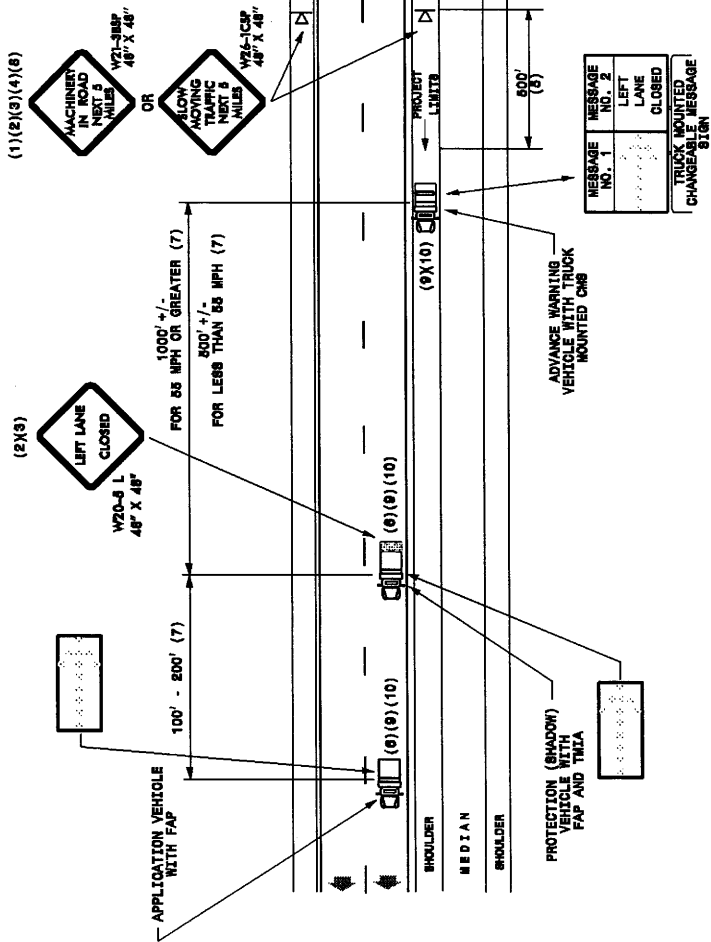 (1)(2)(3)(4)(8)
MACHINERY
IN ROAD
NEXT 5
MILES
W21-3BSP
48" X 48"
OR
SLOW
MOVING
TRAFFIC
NEXT 5
MILES
W26-1CSP
48" X 48"
(2)(3)
LEFT LANE
CLOSED
W20-5 L
48" X 48"
1000' +/-
FOR 55 MPH OR GREATER (7)
500' +/-
FOR LESS THAN 55 MPH (7)
100' - 200' (7)
APPLICATION VEHICLE
WITH FAP
(6)(9)(10)
(6)(9)(10)
(9)(10)
PROJECT
LIMITS
500'
(5)
SHOULDER
MEDIAN
SHOULDER
PROTECTION (SHADOW)
VEHICLE WITH
FAP AND TMIA
ADVANCE WARNING
VEHICLE WITH TRUCK
MOUNTED CMS
MESSAGE NO. 1
MESSAGE NO. 2
LEFT
LANE
CLOSED
TRUCK MOUNTED
CHANGEABLE MESSAGE
SIGN